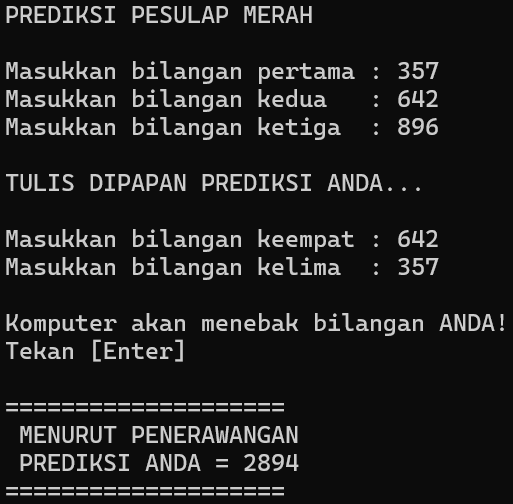 PREDIKSI PESULAP MERAH
Masukkan bilangan pertama : 357
Masukkan bilangan kedua   : 642
Masukkan bilangan ketiga  : 896
TULIS DIPAPAN PREDIKSI ANDA...
Masukkan bilangan keempat : 642
Masukkan bilangan kelima  : 357
Komputer akan menebak bilangan ANDA!
Tekan [Enter]
====================
MENURUT PENERAWANGAN
PREDIKSI ANDA = 2894
====================